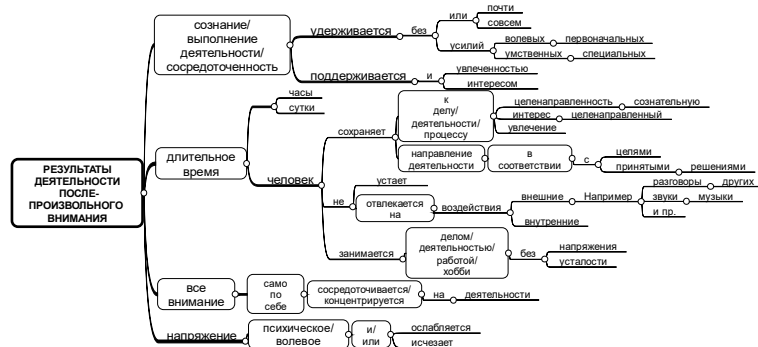 РЕЗУЛЬТАТЫ
ДЕЯТЕЛЬНОСТИ
ПОСЛЕ-
ПРОИЗВОЛЬНОГО
ВНИМАНИЯ
сознание/
выполнение
деятельности/
сосредоточенность
удерживается
без
или
почти
совсем
усилий
волевых
первоначальных
умственных
специальных
поддерживается
и
увлеченностью
интересом
длительное
время
часы
сутки
человек
сохраняет
к
делу/
деятельности/
процессу
целенаправленность
сознательную
интерес
целенаправленный
увлечение
направление
деятельности
в
соответствии
с
целями
принятыми
решениями
не
устает
отвлекается
на
воздействия
внешние
Например
разговоры
других
звуки
музыки
и пр.
внутренние
занимается
делом/
деятельностью/
работой/
хобби
без
напряжения
усталости
все
внимание
само
по
себе
сосредоточивается/
концентрируется
на
деятельности
напряжение
психическое/
волевое
и/
или
ослабляется
исчезает